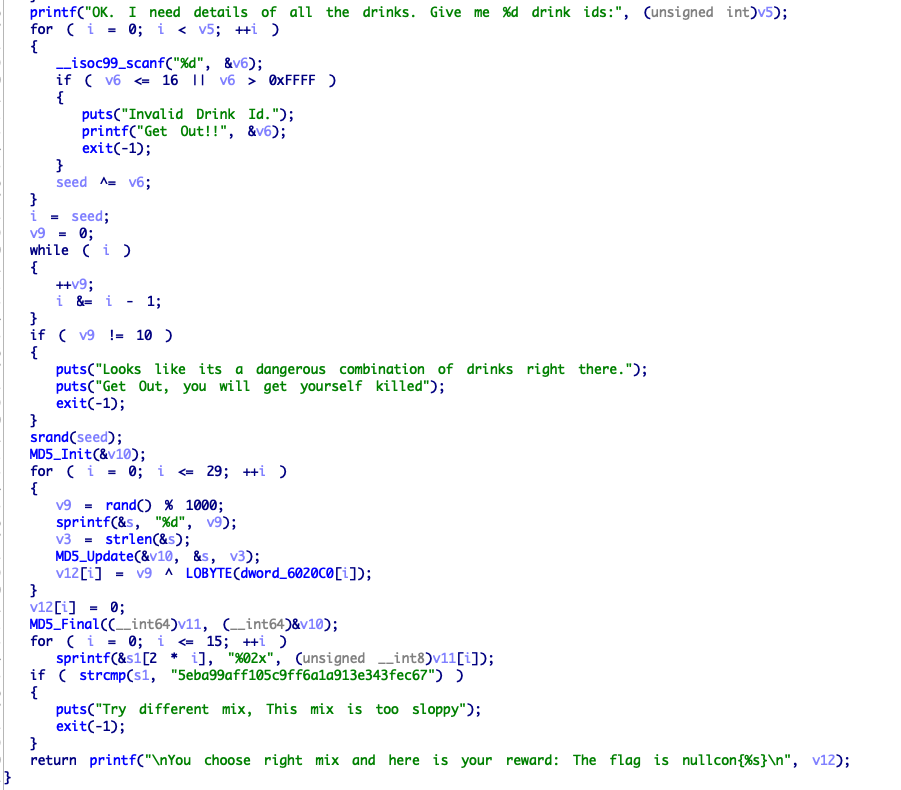 printf("OK. I need details of all the drinks. Give me %d drink ids:", (unsigned int)v5);
for ( i = 0; i < v5; ++i )
{
__isoc99_scanf("%d", &v6);
if ( v6 <= 16 || v6 > 0xFFFF )
{
puts("Invalid Drink Id.");
printf("Get Out!!", &v6);
exit(-1);
}
seed ^= v6;
}
i = seed;
v9 = 0;
while ( i )
{
++v9;
i &= i - 1;
}
if ( v9 != 10 )
{
puts("Looks like its a dangerous combination of drinks right there.");
puts("Get Out, you will get yourself killed");
exit(-1);
}
srand(seed);
MD5_Init(&v10);
for ( i = 0; i <= 29; ++i )
{
v9 = rand() % 1000;
sprintf(&s, "%d", v9);
v3 = strlen(&s);
MD5_Update(&v10, &s, v3);
v12[i] = v9 ^ LOBYTE(dword_6020C0[i]);
}
v12[i] = 0;
MD5_Final((__int64)v11, (__int64)&v10);
for ( i = 0; i <= 15; ++i )
sprintf(&s1[2 * i], "%02x", (unsigned __int8)v11[i]);
if ( strcmp(s1, "5eba99aff105c9ff6a1a913e343fec67") )
{
puts("Try different mix, This mix is too sloppy");
exit(-1);
}
return printf("\nYou choose right mix and here is your reward: The flag is nullcon{%s}\n", v12);
}